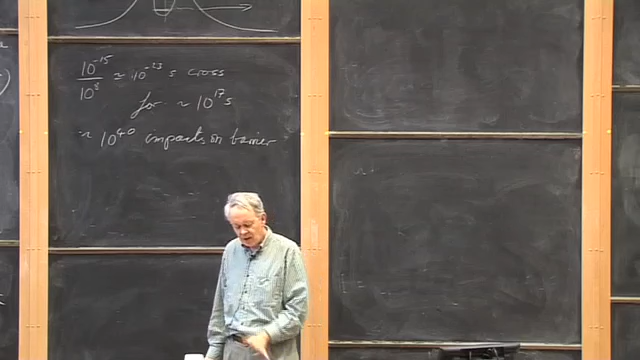 10^-15 / 10^8 ≈ 10^-23 s cross
for ~ 10^17 s
≈ 10^40 impacts on barrier